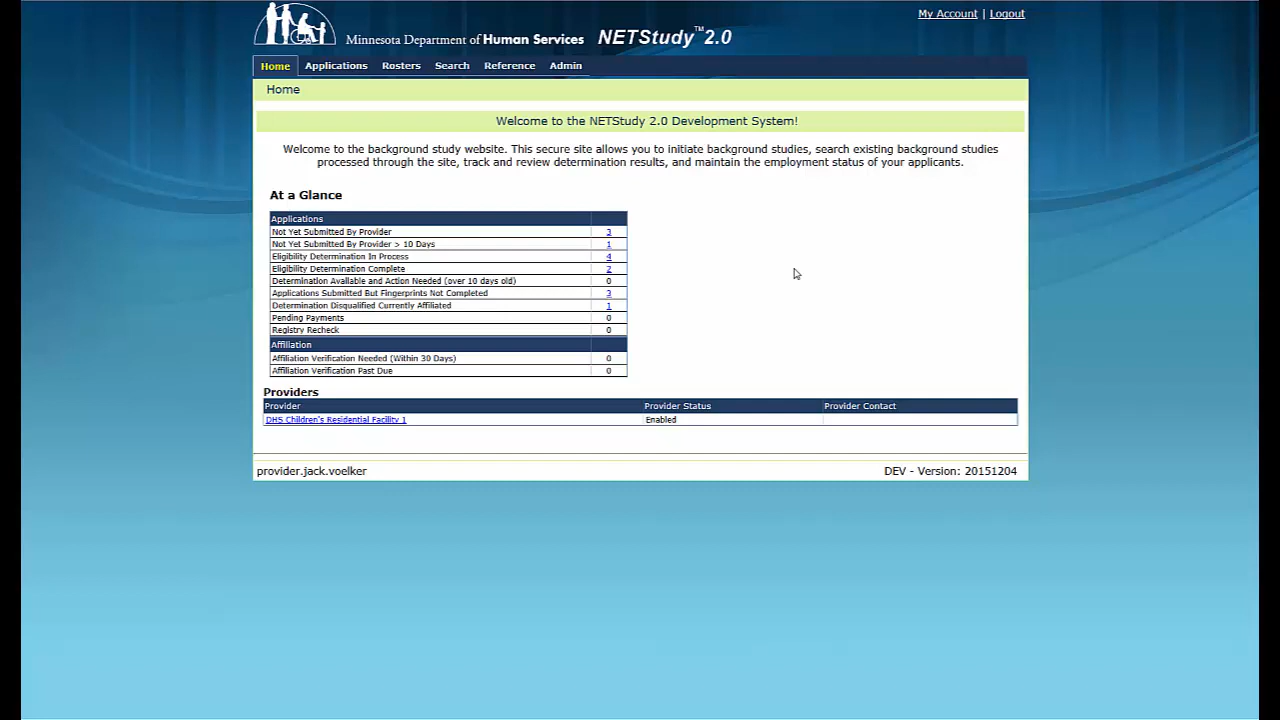 My Account | Logout
Minnesota Department of Human Services NETStudy™2.0
Home Applications Rosters Search Reference Admin
Home
Welcome to the NETStudy 2.0 Development System!
Welcome to the background study website. This secure site allows you to initiate background studies, search existing background studies
processed through the site, track and review determination results, and maintain the employment status of your applicants.
At a Glance
Applications
Not Yet Submitted By Provider 3
Not Yet Submitted By Provider > 10 Days 1
Eligibility Determination In Process 4
Eligibility Determination Complete 2
Determination Available and Action Needed (over 10 days old) 0
Applications Submitted But Fingerprints Not Completed 3
Determination Disqualified Currently Affiliated 1
Pending Payments 0
Registry Recheck 0
Affiliation
Affiliation Verification Needed (Within 30 Days) 0
Affiliation Verification Past Due 0
Providers
Provider Provider Status Provider Contact
DHS Children's Residential Facility 1 Enabled
provider.jack.voelker DEV - Version: 20151204